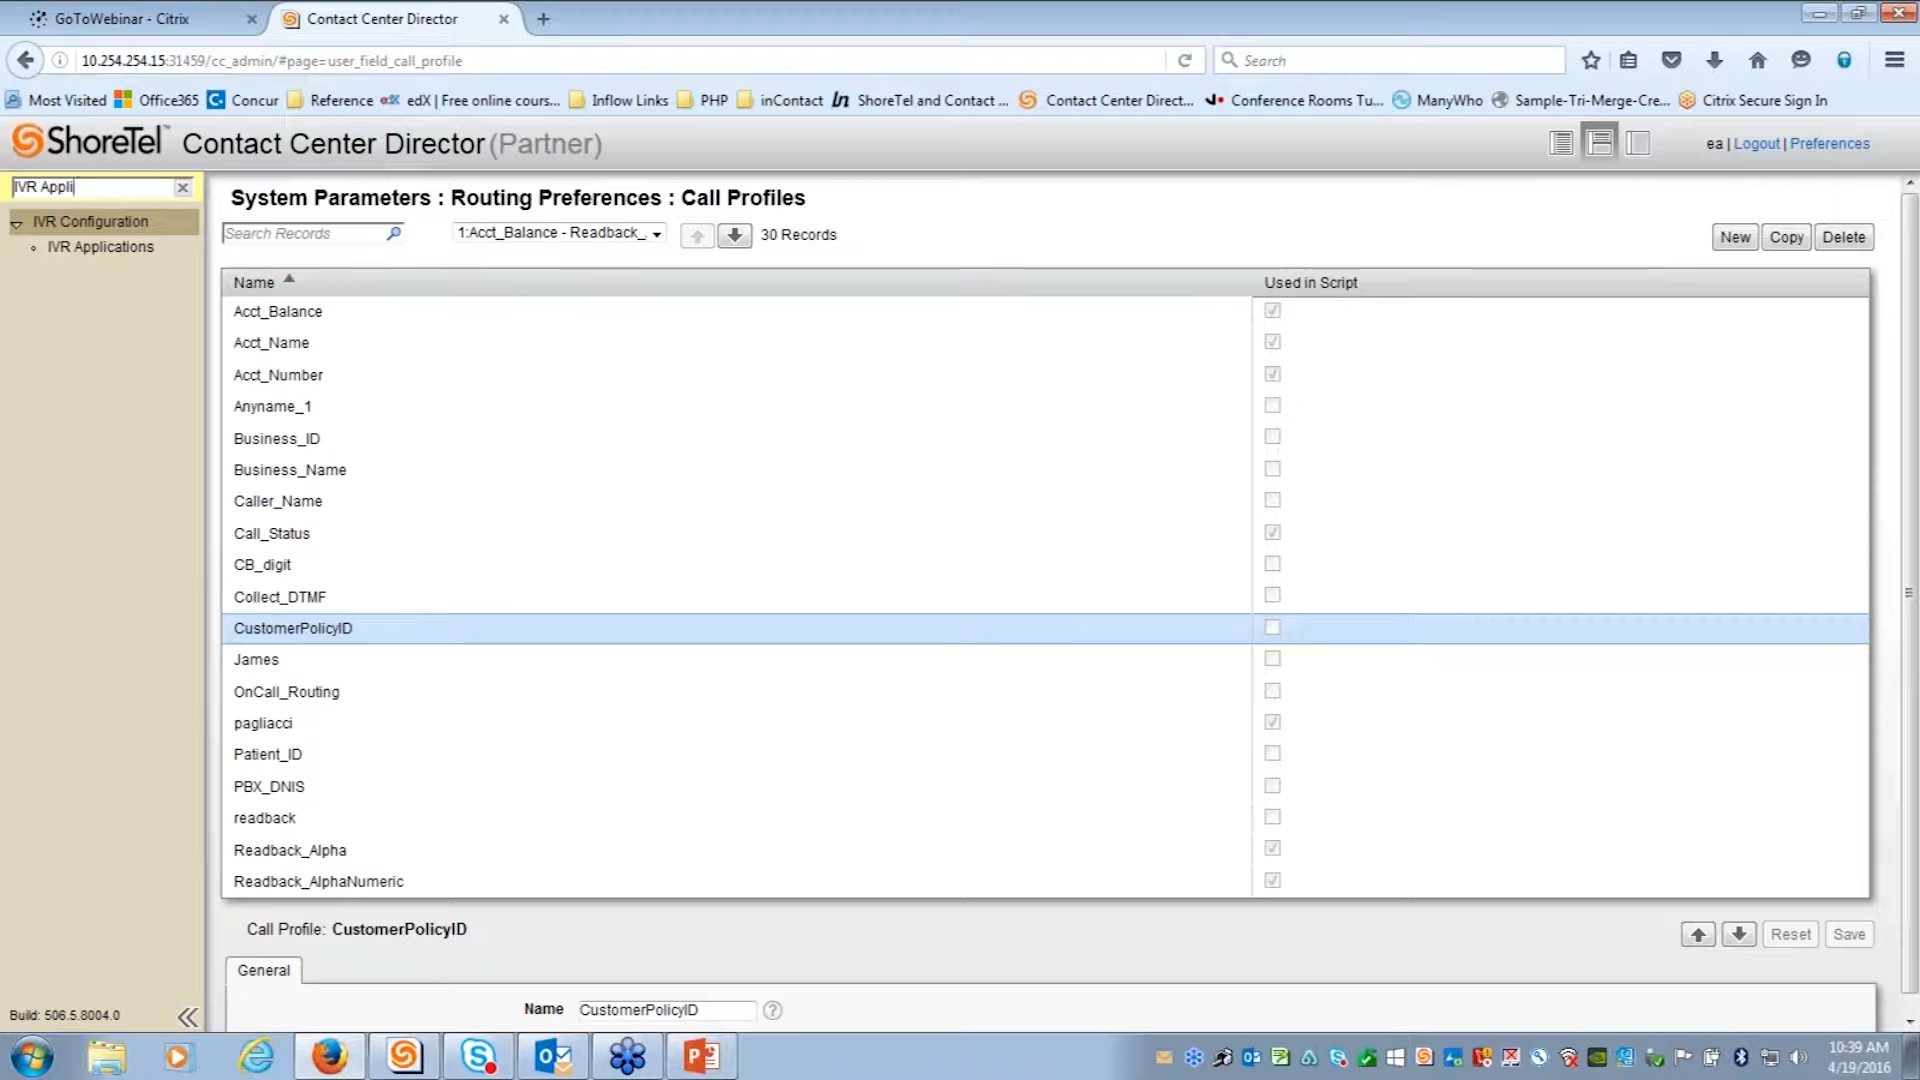 GoToWebinar - Citrix
Contact Center Director
10.254.254.15:31459/cc_admin/#page=user_field_call_profile
Search
Most Visited
Office365
Concur
Reference
edX | Free online cours...
Inflow Links
PHP
inContact
ShoreTel and Contact ...
Contact Center Direct...
Conference Rooms Tu...
ManyWho
Sample-Tri-Merge-Cre...
Citrix Secure Sign In
ShoreTel™ Contact Center Director (Partner)
ea | Logout | Preferences
IVR Appli
IVR Configuration
IVR Applications
System Parameters : Routing Preferences : Call Profiles
Search Records
1:Acct_Balance - Readback_
30 Records
New
Copy
Delete
Name
Used in Script
Acct_Balance
Acct_Name
Acct_Number
Anyname_1
Business_ID
Business_Name
Caller_Name
Call_Status
CB_digit
Collect_DTMF
CustomerPolicyID
James
OnCall_Routing
pagliacci
Patient_ID
PBX_DNIS
readback
Readback_Alpha
Readback_AlphaNumeric
Call Profile: CustomerPolicyID
Reset
Save
General
Name CustomerPolicyID
Build: 506.5.8004.0
10:39 AM
4/19/2016